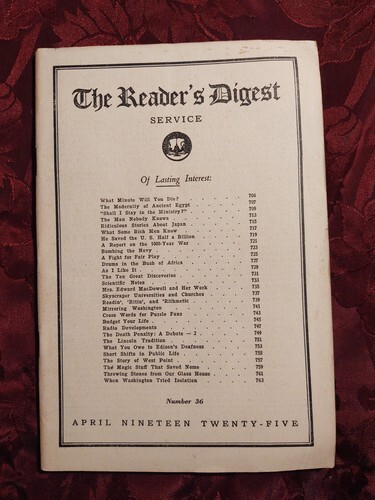 The Reader's Digest
SERVICE
Of Lasting Interest:
What Minute Will You Die? 705
The Modernity of Ancient Egypt 707
"Shall I Stay in the Ministry?" 709
The Man Nobody Knows 713
Ridiculous Stories About Japan 715
What Some Rich Men Know 717
He Saved the U. S. Half a Billion 719
A Report on the 1000-Year War 721
Bombing the Navy 723
A Fight for Fair Play 725
Drums in the Bush of Africa 727
As I Like It 729
The Ten Great Discoveries 731
Scientific Notes 733
Mrs. Edward MacDowell and Her Work 735
Skyscraper Universities and Churches 737
Readin', 'Ritin', and 'Rithmetic 739
Mirroring Washington 741
Cross Words for Puzzle Fans 743
Budget Your Life 745
Radio Developments 747
The Death Penalty: A Debate - 2 749
The Lincoln Tradition 751
What You Owe to Edison's Deafness 753
Short Shifts in Public Life 755
The Story of West Point 757
The Magic Stuff That Saved Nome 759
Throwing Stones from Our Glass House 761
When Washington Tried Isolation 763
Number 36
APRIL NINETEEN TWENTY-FIVE